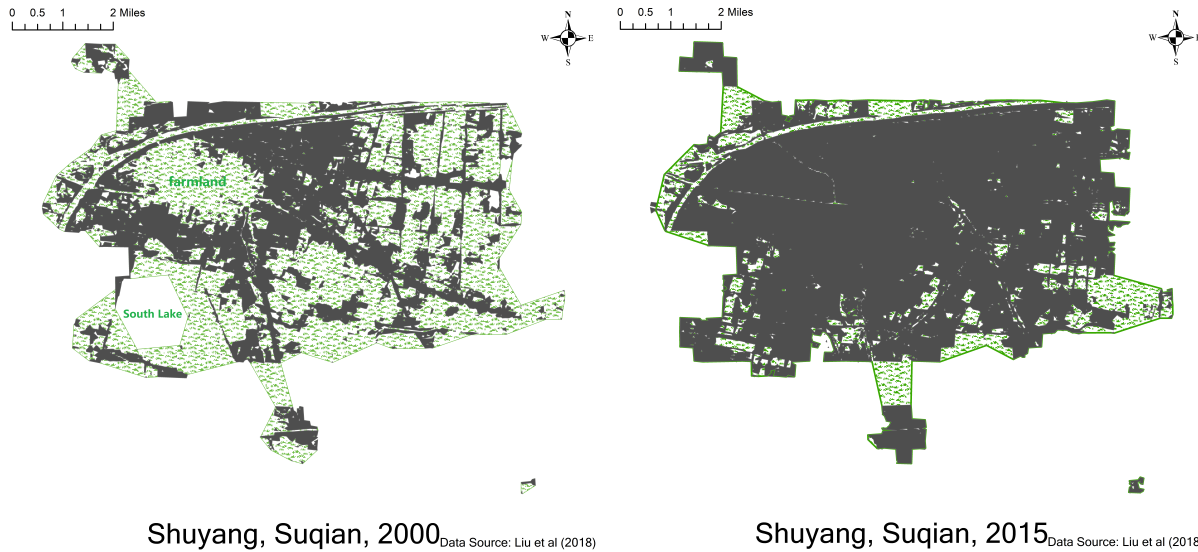 0 0.5 1 2 Miles
N
W E
S
farmland
South Lake
Shuyang, Suqian, 2000
Data Source: Liu et al (2018)
0 0.5 1 2 Miles
N
W E
S
Shuyang, Suqian, 2015
Data Source: Liu et al (2018